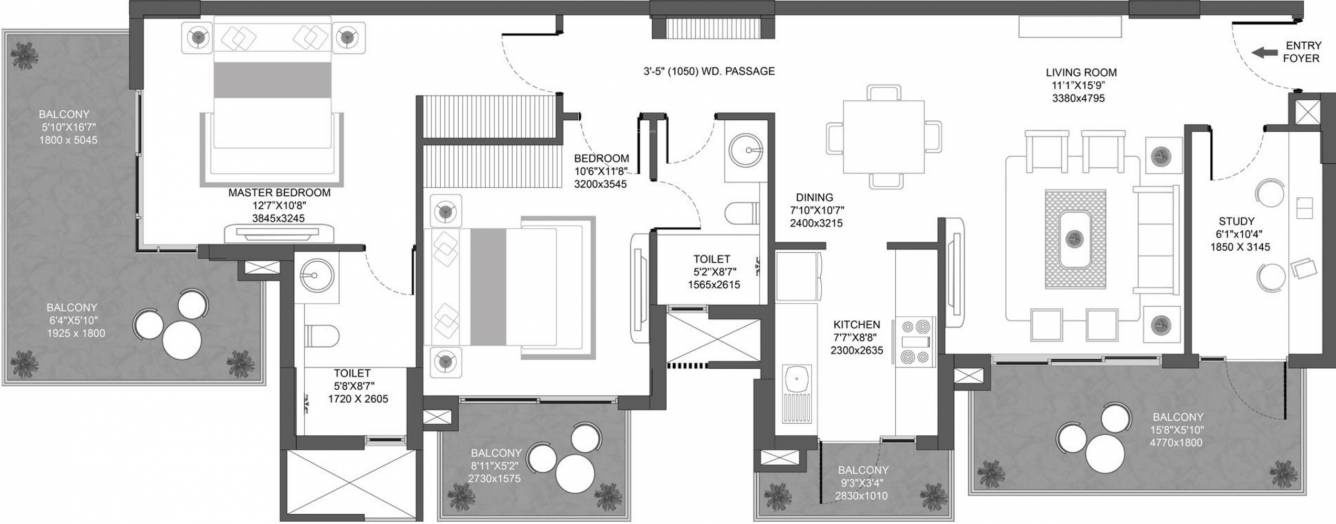 BALCONY
5'10"X16'7"
1800 x 5045
MASTER BEDROOM
12'7"X10'8"
3845x3245
BALCONY
6'4"X5'10"
1925 x 1800
TOILET
5'8"X8'7"
1720 X 2605
BEDROOM
10'6"X11'8"
3200x3545
3'-5" (1050) WD. PASSAGE
TOILET
5'2"X8'7"
1565x2615
BALCONY
8'11"X5'2"
2730x1575
DINING
7'10"X10'7"
2400x3215
KITCHEN
7'7"X8'8"
2300x2635
BALCONY
9'3"X3'4"
2830x1010
LIVING ROOM
11'1"X15'9"
3380x4795
ENTRY
FOYER
STUDY
6'1"x10'4"
1850 X 3145
BALCONY
15'8"X5'10"
4770x1800